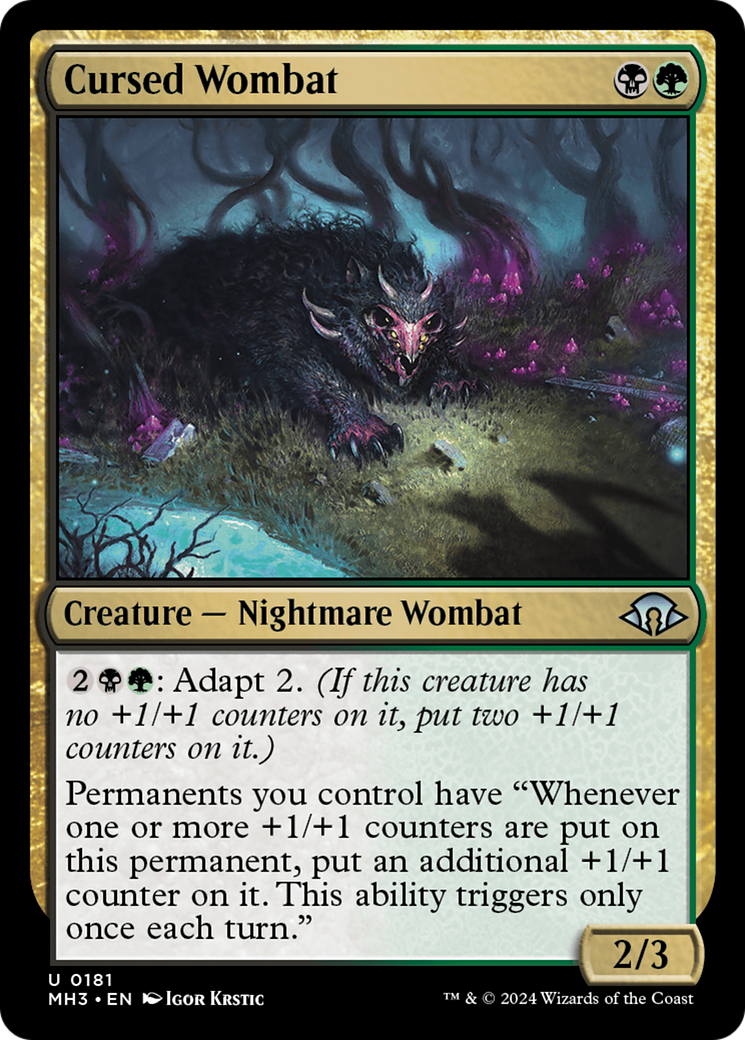 Cursed Wombat
Creature — Nightmare Wombat
2: Adapt 2. (If this creature has
no +1/+1 counters on it, put two +1/+1
counters on it.)
Permanents you control have “Whenever
one or more +1/+1 counters are put on
this permanent, put an additional +1/+1
counter on it. This ability triggers only
once each turn.”
2/3
U 0181
MH3 • EN Igor Krstic
™ & © 2024 Wizards of the Coast